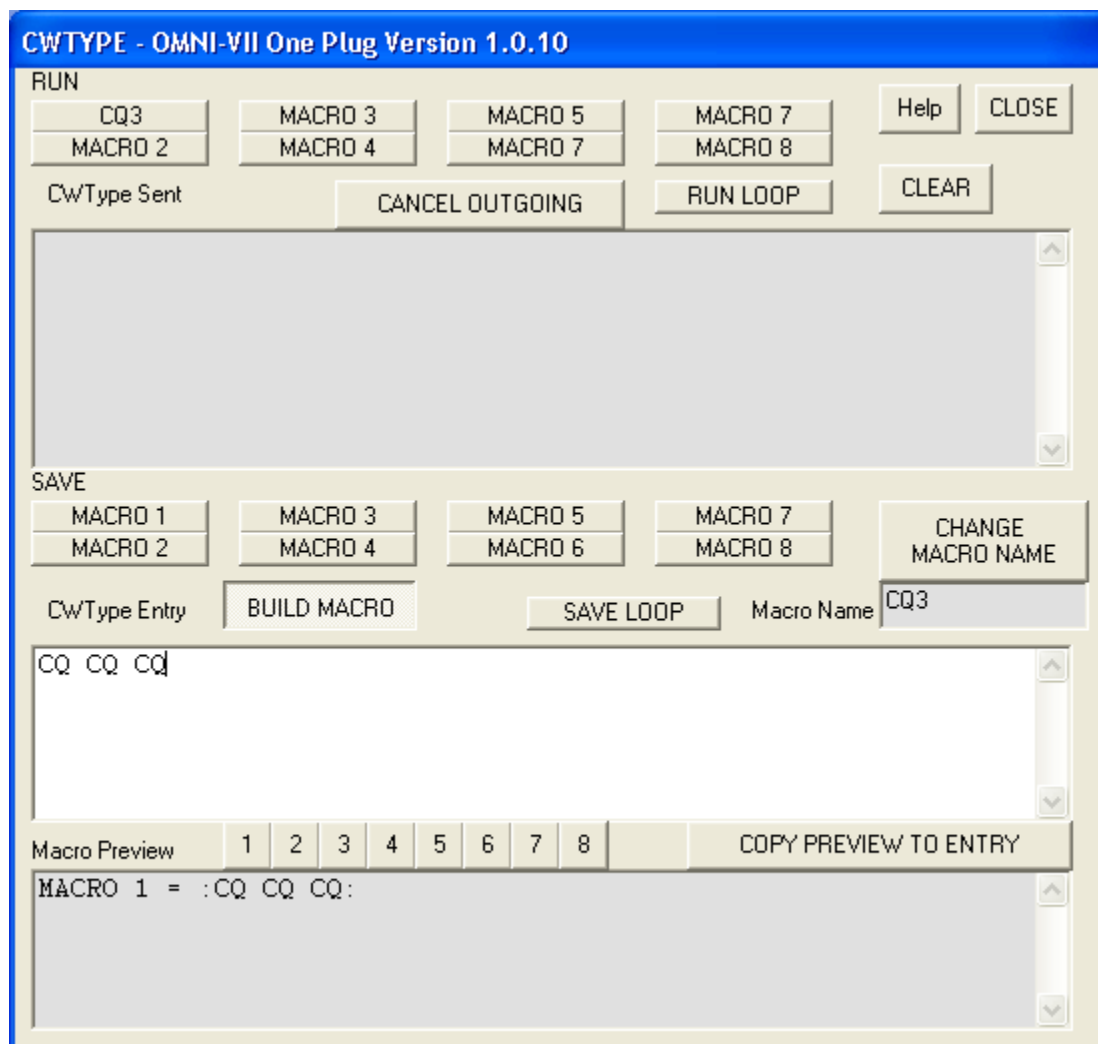 CWTYPE - OMNI-VII One Plug Version 1.0.10
RUN
CQ3 MACRO 3 MACRO 5 MACRO 7 Help CLOSE
MACRO 2 MACRO 4 MACRO 7 MACRO 8
CWType Sent CANCEL OUTGOING RUN LOOP CLEAR
SAVE
MACRO 1 MACRO 3 MACRO 5 MACRO 7
MACRO 2 MACRO 4 MACRO 6 MACRO 8
CHANGE
MACRO NAME
CWType Entry BUILD MACRO SAVE LOOP Macro Name CQ3
CQ CQ CQ
Macro Preview 1 2 3 4 5 6 7 8 COPY PREVIEW TO ENTRY
MACRO 1 = :CQ CQ CQ: